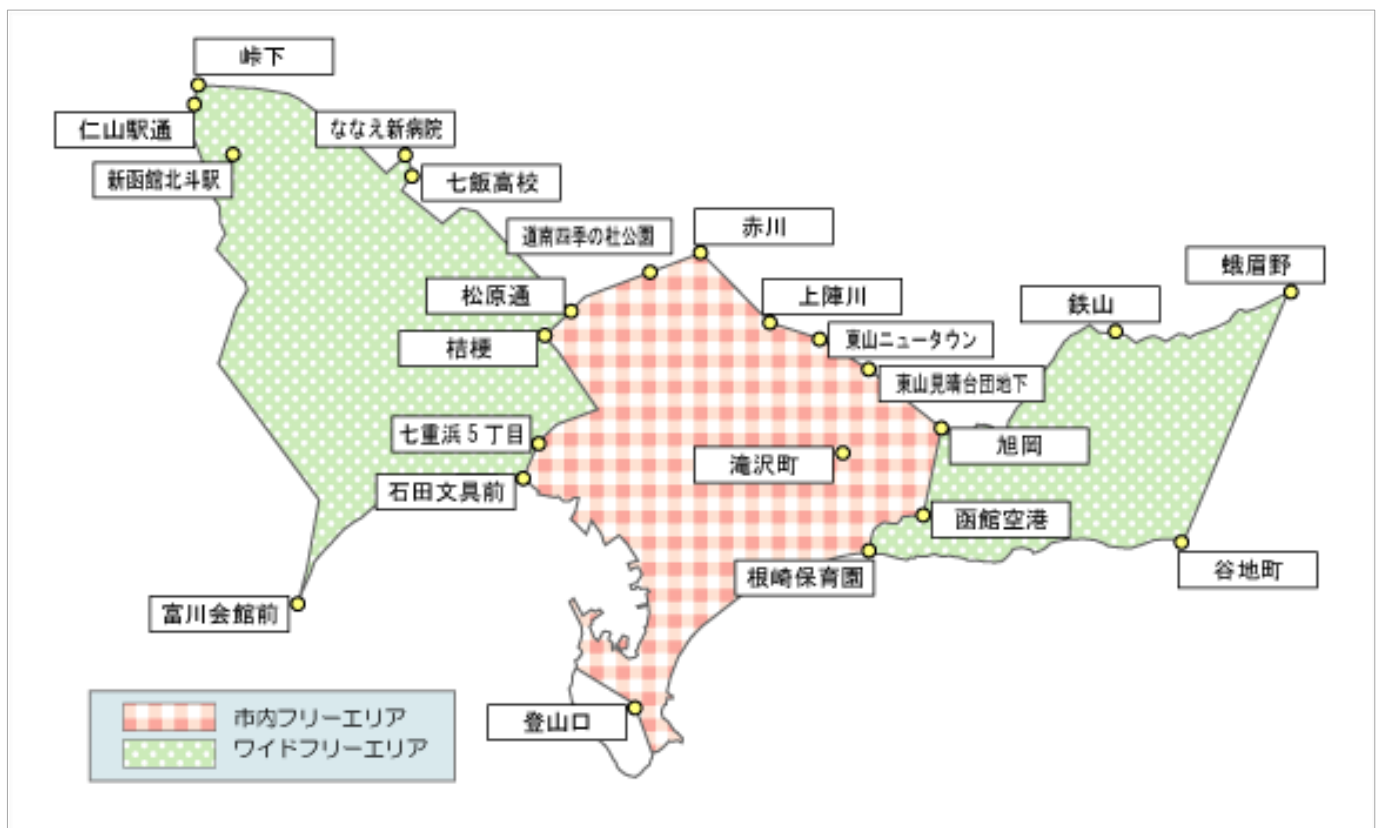 峠下
仁山駅通
ななえ新病院
新函館北斗駅
七飯高校
道南四季の杜公園
赤川
蛾眉野
松原通
上陣川
鉄山
桔梗
東山ニュータウン
東山見晴台団地下
七重浜5丁目
旭岡
滝沢町
石田文具前
函館空港
根崎保育園
谷地町
富川会館前
登山口
市内フリーエリア
ワイドフリーエリア